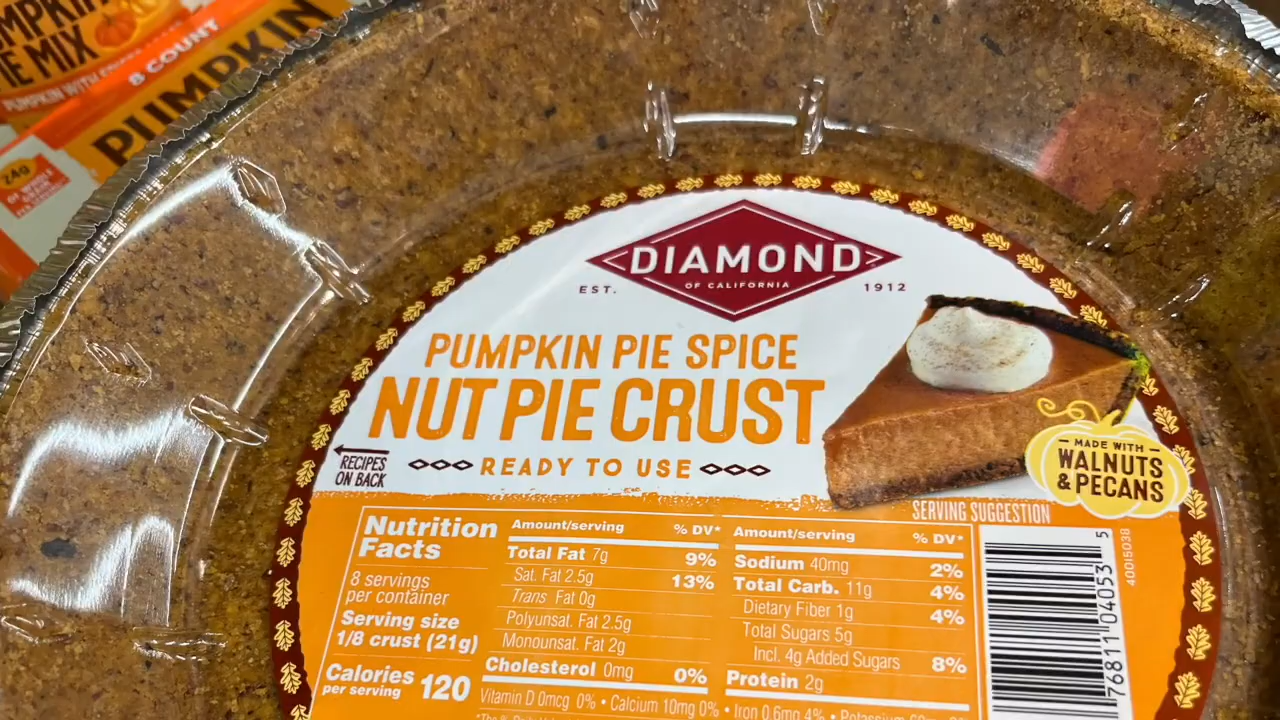 PUMPKIN
PIE MIX
8 COUNT
PUMPKIN
24g
DIAMOND
OF CALIFORNIA
EST. 1912
PUMPKIN PIE SPICE
NUT PIE CRUST
READY TO USE
RECIPES
ON BACK
MADE WITH
WALNUTS
& PECANS
SERVING SUGGESTION
Nutrition
Facts
8 servings
per container
Serving size
1/8 crust (21g)
Calories
per serving 120
Amount/serving % DV*
Total Fat 7g 9%
Sat. Fat 2.5g 13%
Trans Fat 0g
Polyunsat. Fat 2.5g
Monounsat. Fat 2g
Cholesterol 0mg 0%
Amount/serving % DV*
Sodium 40mg 2%
Total Carb. 11g 4%
Dietary Fiber 1g 4%
Total Sugars 5g
Incl. 4g Added Sugars 8%
Protein 2g
Vitamin D 0mcg 0% • Calcium 10mg 0% • Iron 0.6mg 4% • Potassium
76811 04053 5
40015038